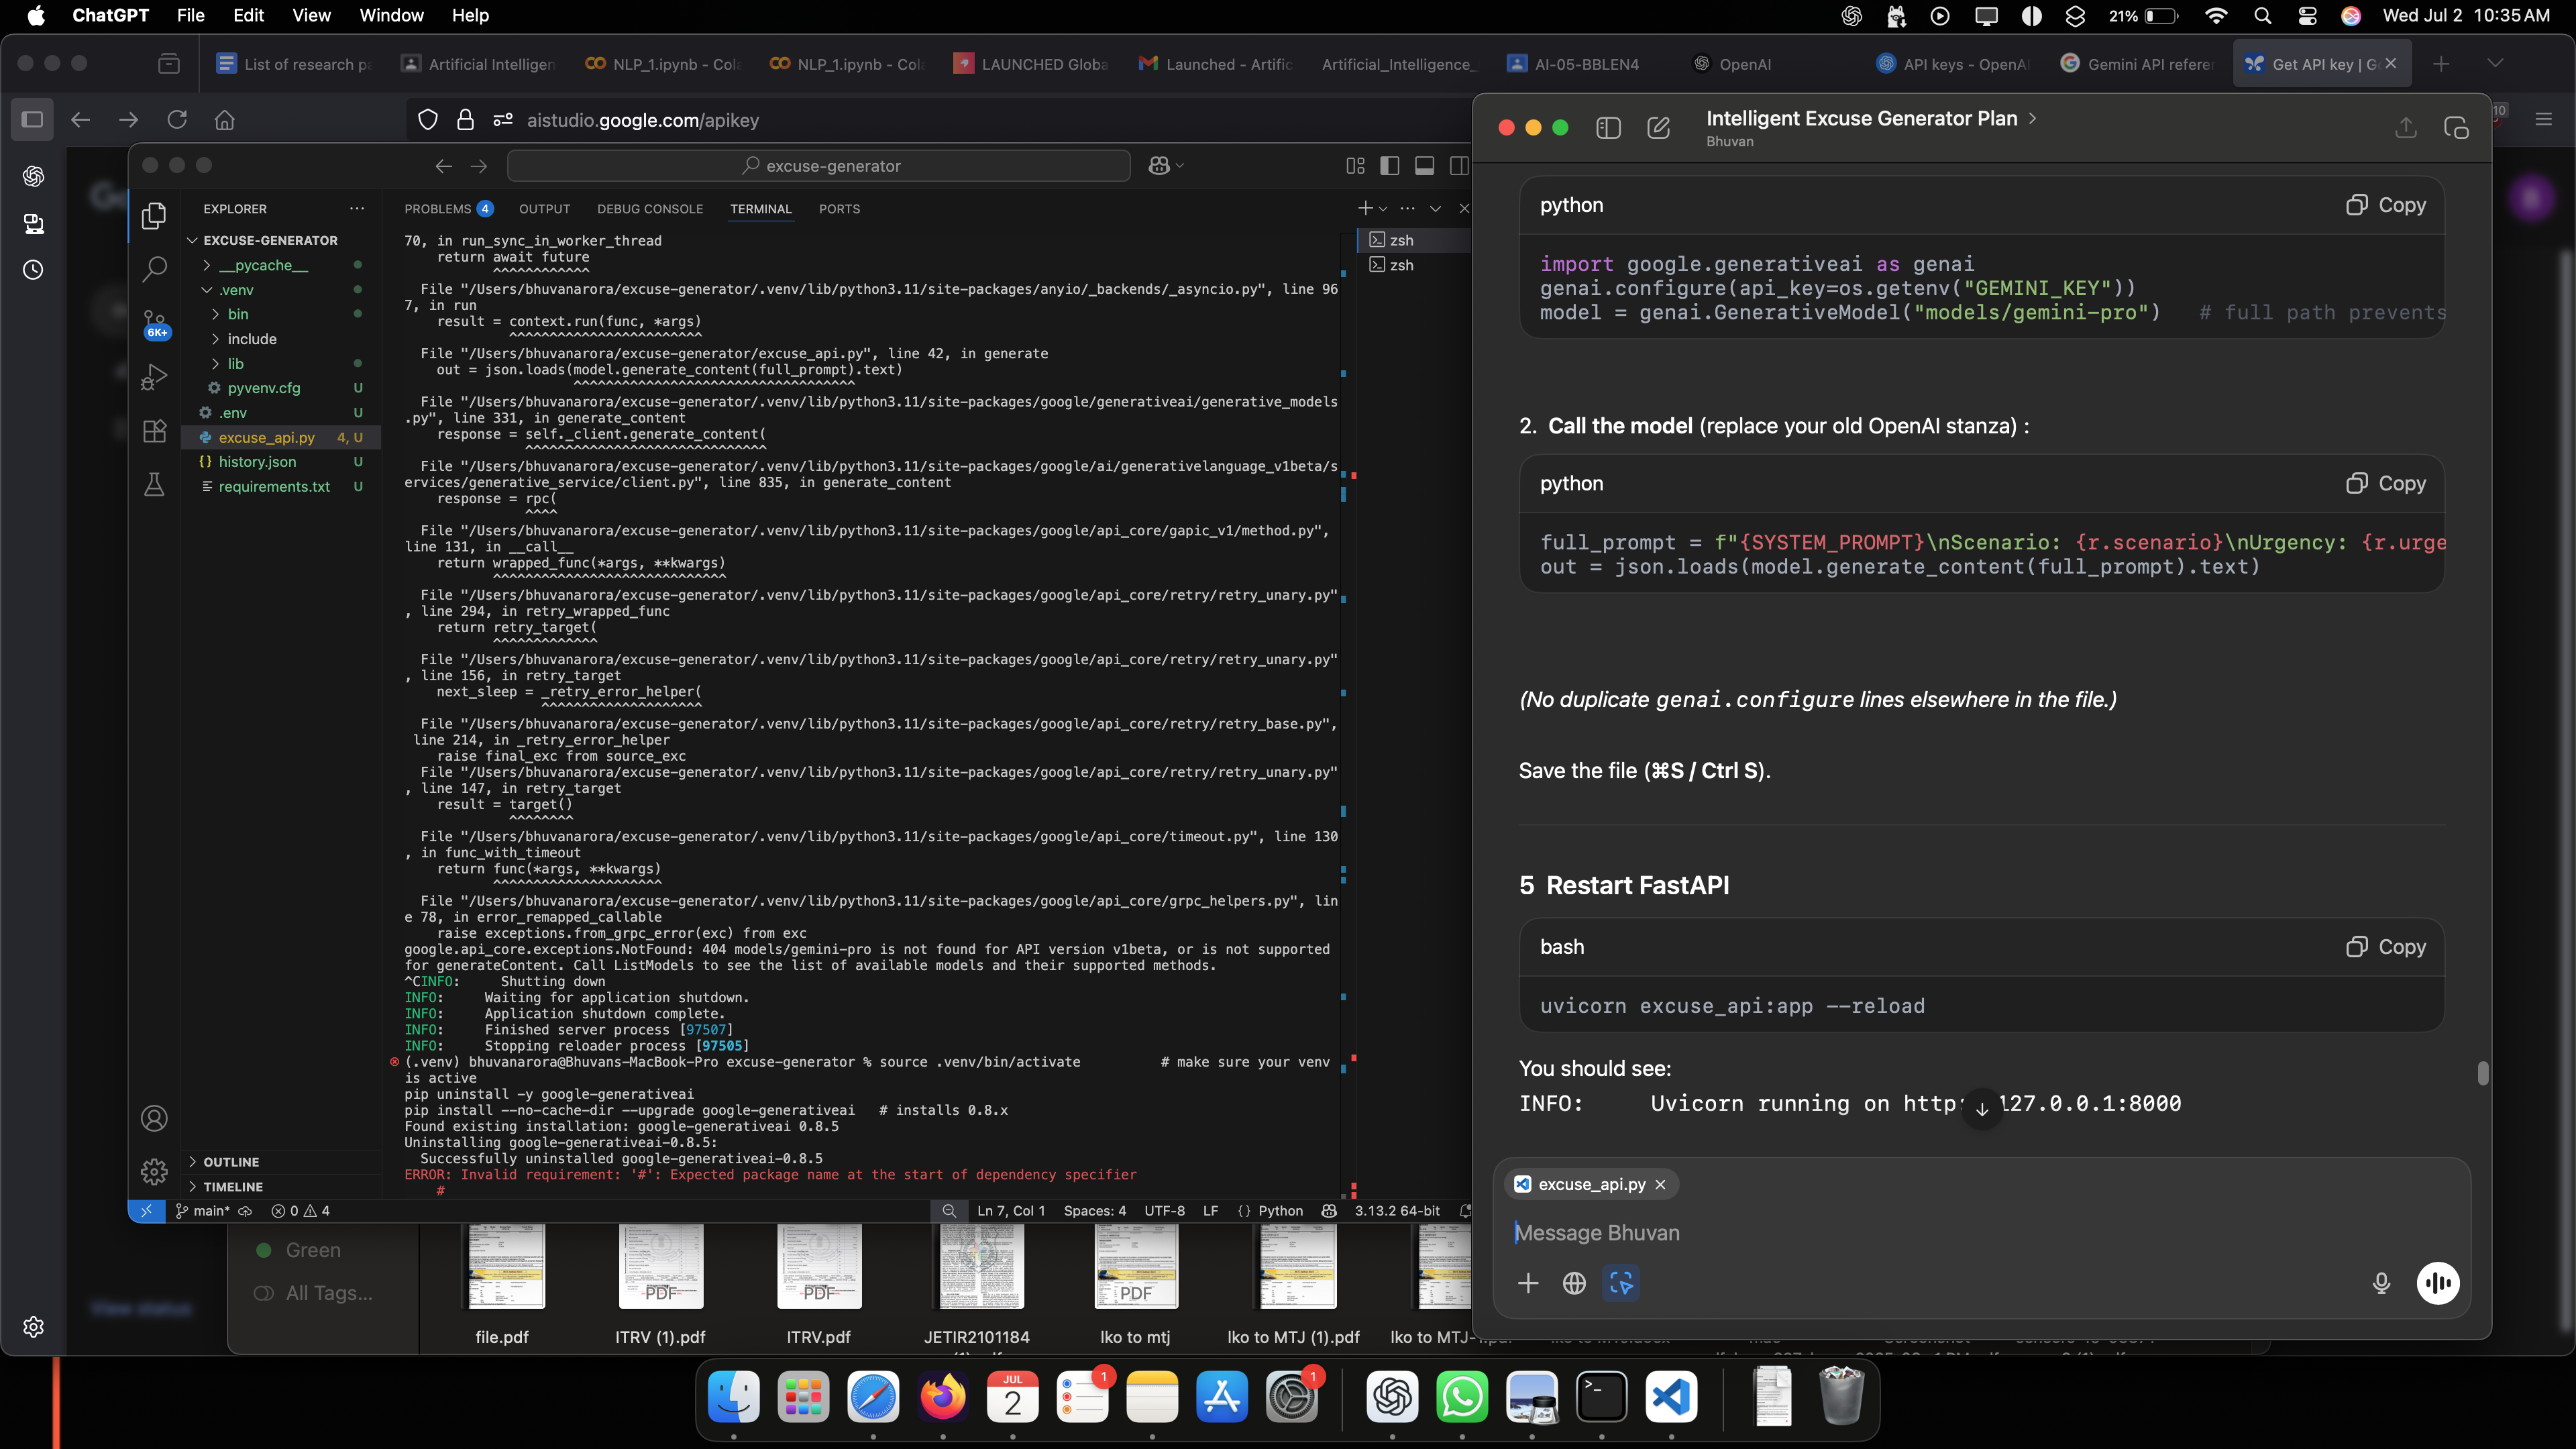 ChatGPT File Edit View Window Help
21% Wed Jul 2 10:35 AM
List of research pa
Artificial Intelligen
NLP_1.ipynb - Cola
NLP_1.ipynb - Cola
LAUNCHED Globa
Launched - Artific
Artificial_Intelligence_
AI-05-BBLEN4
OpenAI
API keys - OpenAI
Gemini API referen
Get API key | G
aistudio.google.com/apikey
10
excuse-generator
EXPLORER
EXCUSE-GENERATOR
__pycache__
.venv
bin
include
lib
pyvenv.cfg U
.env U
excuse_api.py 4, U
{} history.json U
requirements.txt U
6K+
OUTLINE
TIMELINE
PROBLEMS 4 OUTPUT DEBUG CONSOLE TERMINAL PORTS
zsh
zsh
70, in run_sync_in_worker_thread
return await future
^^^^^^^^^^^^
File "/Users/bhuvanarora/excuse-generator/.venv/lib/python3.11/site-packages/anyio/_backends/_asyncio.py", line 96
7, in run
result = context.run(func, *args)
^^^^^^^^^^^^^^^^^^^^^^^^
File "/Users/bhuvanarora/excuse-generator/excuse_api.py", line 42, in generate
out = json.loads(model.generate_content(full_prompt).text)
^^^^^^^^^^^^^^^^^^^^^^^^^^^^^^^^^^^
File "/Users/bhuvanarora/excuse-generator/.venv/lib/python3.11/site-packages/google/generativeai/generative_models
.py", line 331, in generate_content
response = self._client.generate_content(
^^^^^^^^^^^^^^^^^^^^^^^^^^^^^^
File "/Users/bhuvanarora/excuse-generator/.venv/lib/python3.11/site-packages/google/ai/generativelanguage_v1beta/s
ervices/generative_service/client.py", line 835, in generate_content
response = rpc(
^^^^
File "/Users/bhuvanarora/excuse-generator/.venv/lib/python3.11/site-packages/google/api_core/gapic_v1/method.py",
line 131, in __call__
return wrapped_func(*args, **kwargs)
^^^^^^^^^^^^^^^^^^^^^^^^^^^^^
File "/Users/bhuvanarora/excuse-generator/.venv/lib/python3.11/site-packages/google/api_core/retry/retry_unary.py"
, line 294, in retry_wrapped_func
return retry_target(
^^^^^^^^^^^^^
File "/Users/bhuvanarora/excuse-generator/.venv/lib/python3.11/site-packages/google/api_core/retry/retry_unary.py"
, line 156, in retry_target
next_sleep = _retry_error_helper(
^^^^^^^^^^^^^^^^^^^^
File "/Users/bhuvanarora/excuse-generator/.venv/lib/python3.11/site-packages/google/api_core/retry/retry_base.py",
line 214, in _retry_error_helper
raise final_exc from source_exc
File "/Users/bhuvanarora/excuse-generator/.venv/lib/python3.11/site-packages/google/api_core/retry/retry_unary.py"
, line 147, in retry_target
result = target()
^^^^^^^^
File "/Users/bhuvanarora/excuse-generator/.venv/lib/python3.11/site-packages/google/api_core/timeout.py", line 130
, in func_with_timeout
return func(*args, **kwargs)
^^^^^^^^^^^^^^^^^^^^^
File "/Users/bhuvanarora/excuse-generator/.venv/lib/python3.11/site-packages/google/api_core/grpc_helpers.py", lin
e 78, in error_remapped_callable
raise exceptions.from_grpc_error(exc) from exc
google.api_core.exceptions.NotFound: 404 models/gemini-pro is not found for API version v1beta, or is not supported
for generateContent. Call ListModels to see the list of available models and their supported methods.
^CINFO: Shutting down
INFO: Waiting for application shutdown.
INFO: Application shutdown complete.
INFO: Finished server process [97507]
INFO: Stopping reloader process [97505]
(.venv) bhuvanarora@Bhuvans-MacBook-Pro excuse-generator % source .venv/bin/activate # make sure your venv
is active
pip uninstall -y google-generativeai
pip install --no-cache-dir --upgrade google-generativeai # installs 0.8.x
Found existing installation: google-generativeai 0.8.5
Uninstalling google-generativeai-0.8.5:
Successfully uninstalled google-generativeai-0.8.5
ERROR: Invalid requirement: '#': Expected package name at the start of dependency specifier
#
main* 0 4 Ln 7, Col 1 Spaces: 4 UTF-8 LF {} Python 3.13.2 64-bit
Intelligent Excuse Generator Plan >
Bhuvan
python Copy
import google.generativeai as genai
genai.configure(api_key=os.getenv("GEMINI_KEY"))
model = genai.GenerativeModel("models/gemini-pro") # full path prevents
2. Call the model (replace your old OpenAI stanza) :
python Copy
full_prompt = f"{SYSTEM_PROMPT}\nScenario: {r.scenario}\nUrgency: {r.urge
out = json.loads(model.generate_content(full_prompt).text)
(No duplicate genai.configure lines elsewhere in the file.)
Save the file (⌘S / Ctrl S).
5 Restart FastAPI
bash Copy
uvicorn excuse_api:app --reload
You should see:
INFO: Uvicorn running on http: 127.0.0.1:8000
excuse_api.py
Message Bhuvan
View status
Green
All Tags...
PDF
PDF
PDF
file.pdf
ITRV (1).pdf
ITRV.pdf
JETIR2101184
lko to mtj
lko to MTJ (1).pdf
lko to MTJ-
JUL
2
1
1